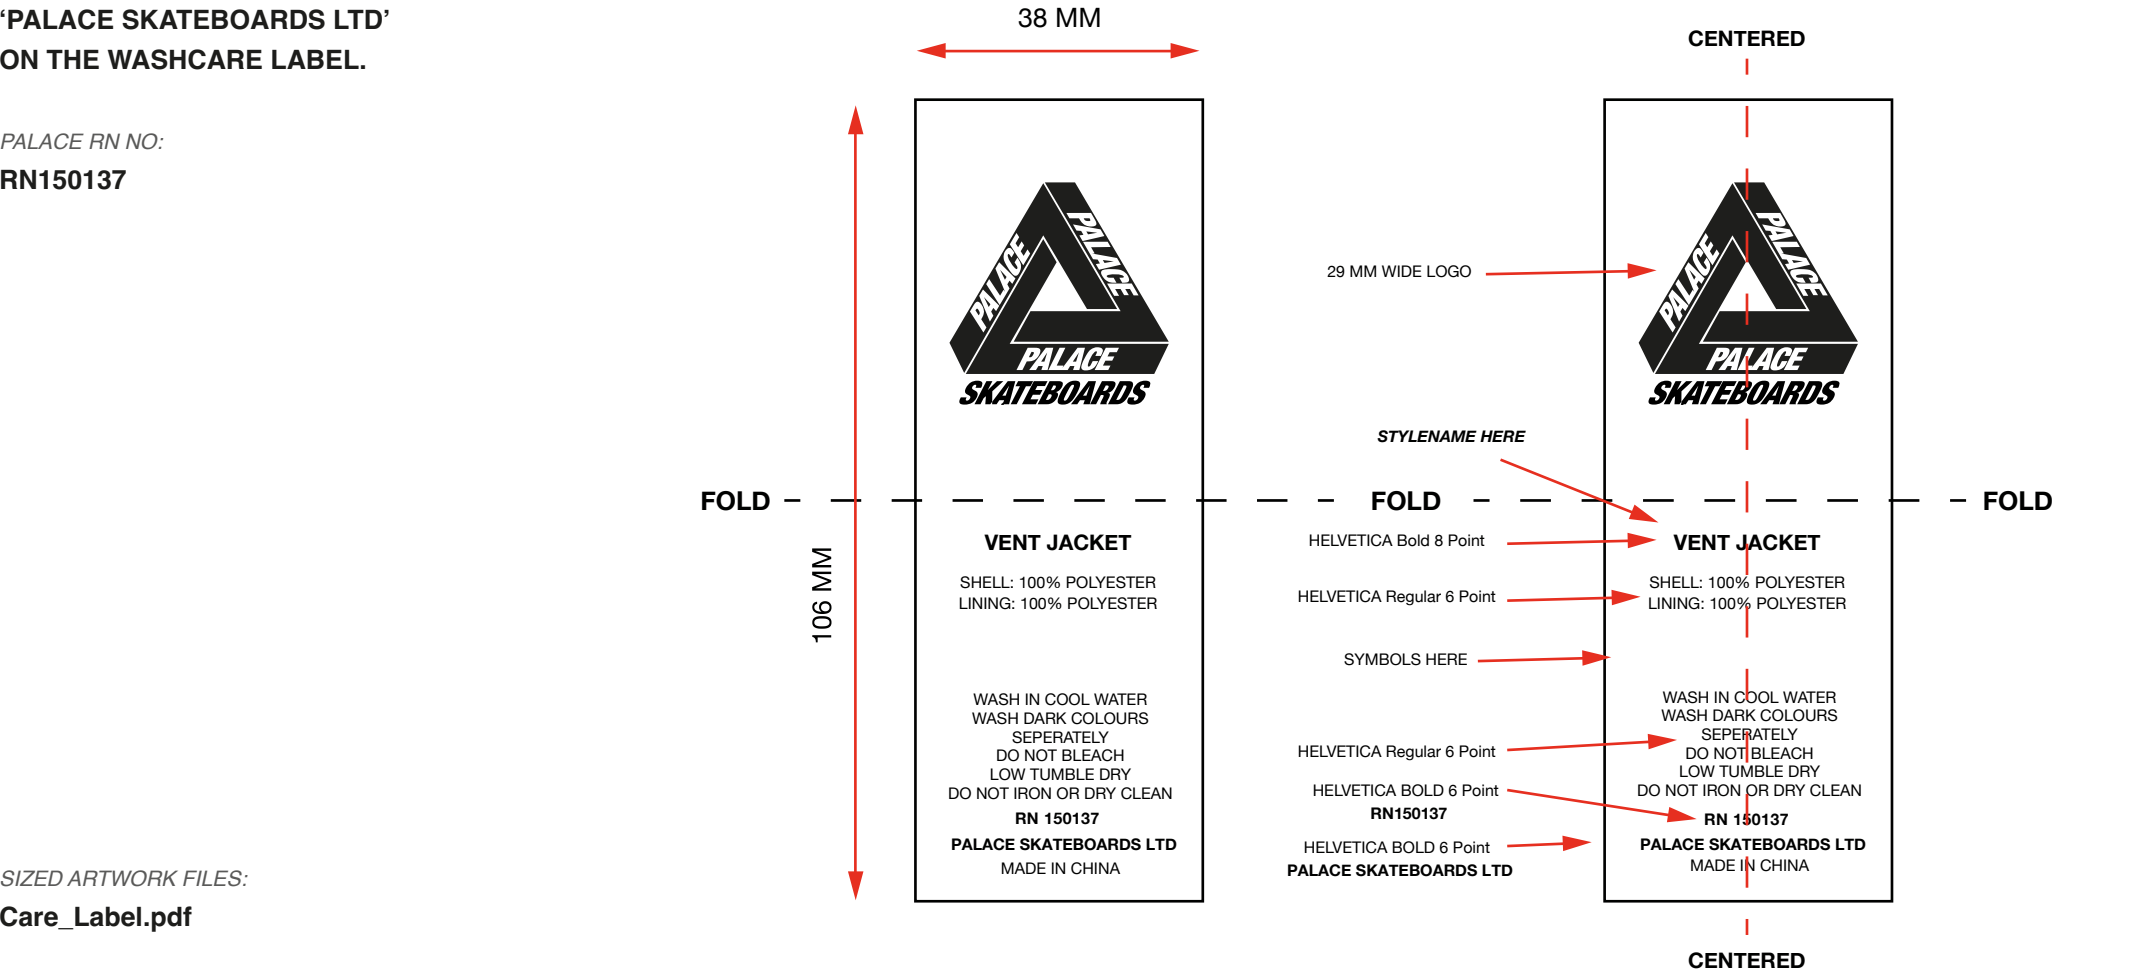 ‘PALACE SKATEBOARDS LTD’
ON THE WASHCARE LABEL.
PALACE RN NO:
RN150137
SIZED ARTWORK FILES:
Care_Label.pdf
38 MM
106 MM
FOLD
PALACE
PALACE
PALACE
SKATEBOARDS
VENT JACKET
SHELL: 100% POLYESTER
LINING: 100% POLYESTER
WASH IN COOL WATER
WASH DARK COLOURS
SEPERATELY
DO NOT BLEACH
LOW TUMBLE DRY
DO NOT IRON OR DRY CLEAN
RN 150137
PALACE SKATEBOARDS LTD
MADE IN CHINA
29 MM WIDE LOGO
STYLENAME HERE
FOLD
HELVETICA Bold 8 Point
HELVETICA Regular 6 Point
SYMBOLS HERE
HELVETICA Regular 6 Point
HELVETICA BOLD 6 Point
RN150137
HELVETICA BOLD 6 Point
PALACE SKATEBOARDS LTD
CENTERED
PALACE
PALACE
PALACE
SKATEBOARDS
FOLD
VENT JACKET
SHELL: 100% POLYESTER
LINING: 100% POLYESTER
WASH IN COOL WATER
WASH DARK COLOURS
SEPERATELY
DO NOT BLEACH
LOW TUMBLE DRY
DO NOT IRON OR DRY CLEAN
RN 150137
PALACE SKATEBOARDS LTD
MADE IN CHINA
CENTERED